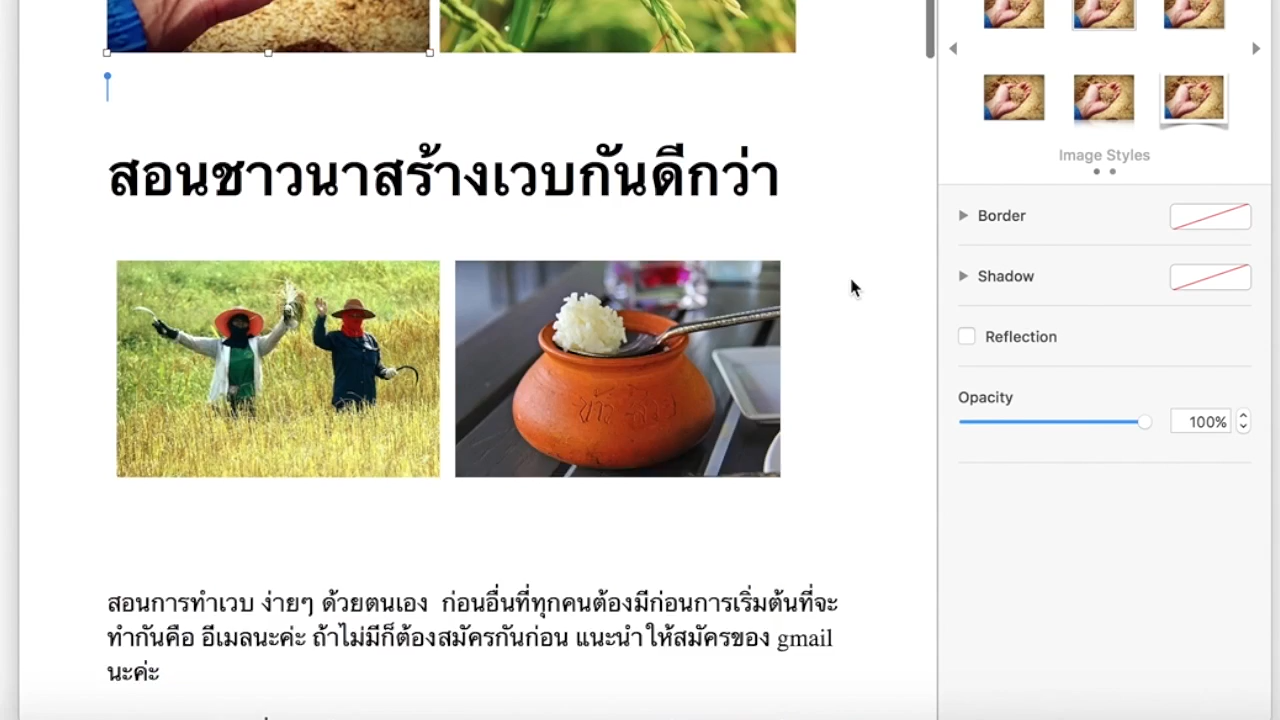 สอนชาวนาสร้างเวบกันดีกว่า
สอนการทำเวบ ง่ายๆ ด้วยตนเอง  ก่อนอื่นที่ทุกคนต้องมีก่อนการเริ่มต้นที่จะ
ทำกันคือ อีเมลนะค่ะ ถ้าไม่มีก็ต้องสมัครกันก่อน แนะนำให้สมัครของ gmail
นะค่ะ
Image Styles
Border
Shadow
Reflection
Opacity
100%